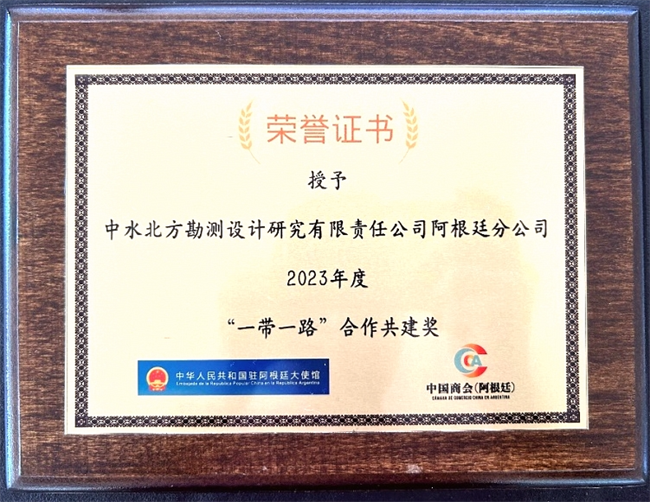 荣誉证书
授予
中水北方勘测设计研究有限责任公司阿根廷分公司
2023年度
“一带一路”合作共建奖
中华人民共和国驻阿根廷大使馆
Embajada de la República Popular China en la República Argentina
CCA
中国商会(阿根廷)
CÁMARA DE COMERCIO CHINA EN ARGENTINA